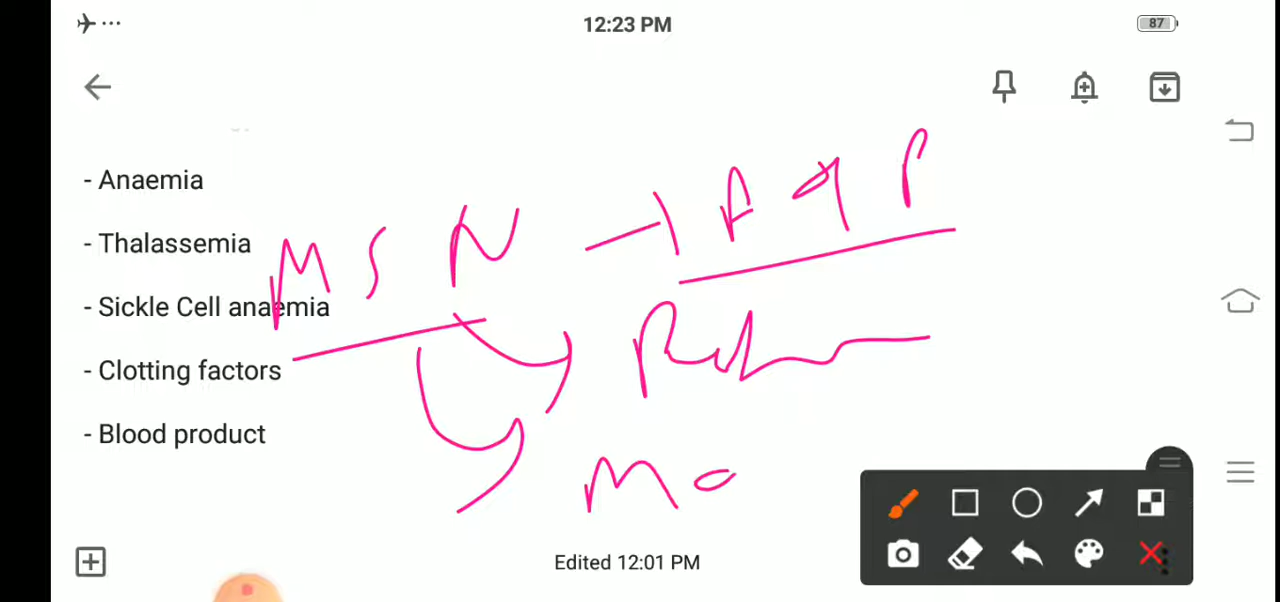 12:23 PM
87
- Anaemia
- Thalassemia
- Sickle Cell anaemia
- Clotting factors
- Blood product
M S N → A q P
Edited 12:01 PM